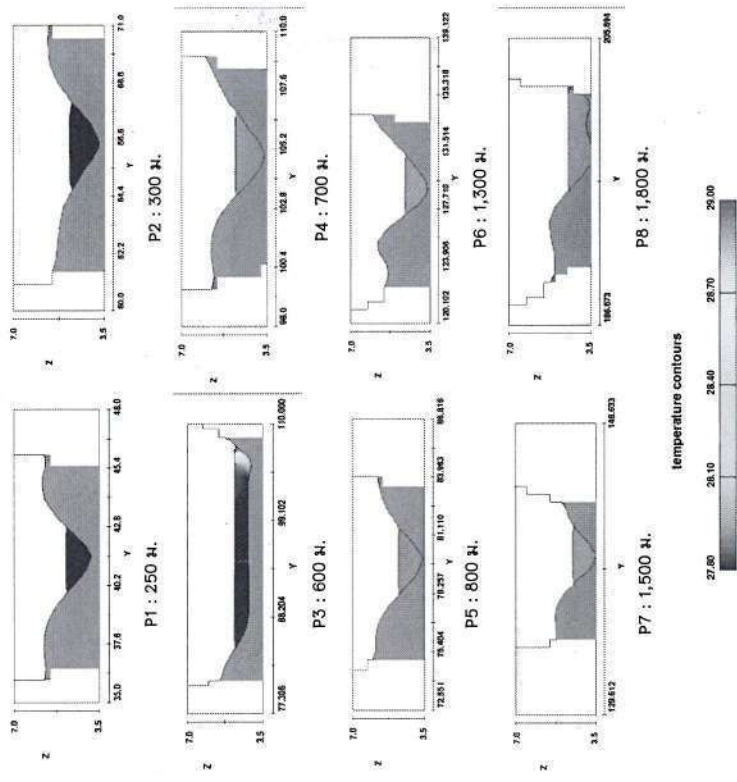 7.0
3.5
Z
35.0 37.6 40.2 42.8 45.4 48.0
Y
P1 : 250 ม.
7.0
3.5
Z
60.0 62.2 64.4 66.6 68.8 71.0
Y
P2 : 300 ม.
7.0
3.5
Z
77.306 88.204 99.102 110.000
Y
P3 : 600 ม.
7.0
3.5
Z
98.0 100.4 102.8 105.2 107.6 110.0
Y
P4 : 700 ม.
7.0
3.5
Z
72.551 75.404 78.257 81.110 83.963 86.816
Y
P5 : 800 ม.
7.0
3.5
Z
120.102 123.906 127.710 131.514 135.318 139.122
Y
P6 : 1,300 ม.
7.0
3.5
Z
129.612 148.633
Y
P7 : 1,500 ม.
7.0
3.5
Z
186.673 205.694
Y
P8 : 1,800 ม.
temperature contours
27.80 28.10 28.40 28.70 29.00